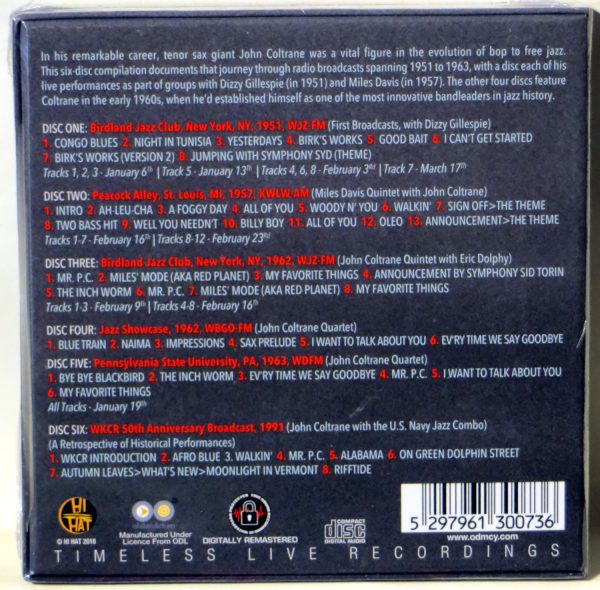 In his remarkable career, tenor sax giant John Coltrane was a vital figure in the evolution of bop to free jazz.
This six-disc compilation documents that journey through radio broadcasts spanning 1951 to 1963, with a disc each of his
live performances as part of groups with Dizzy Gillespie (in 1951) and Miles Davis (in 1957). The other four discs feature
Coltrane in the early 1960s, when he'd established himself as one of the most innovative bandleaders in jazz history.
DISC ONE: Birdland Jazz Club, New York, NY, 1951, WJZ-FM (First Broadcasts, with Dizzy Gillespie)
1. CONGO BLUES 2. NIGHT IN TUNISIA 3. YESTERDAYS 4. BIRK'S WORKS 5. GOOD BAIT 6. I CAN'T GET STARTED
7. BIRK'S WORKS (VERSION 2) 8. JUMPING WITH SYMPHONY SYD (THEME)
Tracks 1, 2, 3 - January 6th | Track 5 - January 13th | Tracks 4, 6, 8 - February 3rd | Track 7 - March 17th
DISC TWO: Peacock Alley, St. Louis, MI, 1957, KWLW-AM (Miles Davis Quintet with John Coltrane)
1. INTRO 2. AH-LEU-CHA 3. A FOGGY DAY 4. ALL OF YOU 5. WOODY N' YOU 6. WALKIN' 7. SIGN OFF>THE THEME
8. TWO BASS HIT 9. WELL YOU NEEDN'T 10. BILLY BOY 11. ALL OF YOU 12. OLEO 13. ANNOUNCEMENT>THE THEME
Tracks 1-7 - February 16th | Tracks 8-12 - February 23rd
DISC THREE: Birdland Jazz Club, New York, NY, 1962, WJZ-FM (John Coltrane Quintet with Eric Dolphy)
1. MR. P.C. 2. MILES' MODE (AKA RED PLANET) 3. MY FAVORITE THINGS 4. ANNOUNCEMENT BY SYMPHONY SID TORIN
5. THE INCH WORM 6. MR. P.C. 7. MILES' MODE (AKA RED PLANET) 8. MY FAVORITE THINGS
Tracks 1-3 - February 9th | Tracks 4-8 - February 16th
DISC FOUR: Jazz Showcase, 1962, WBGO-FM (John Coltrane Quartet)
1. BLUE TRAIN 2. NAIMA 3. IMPRESSIONS 4. SAX PRELUDE 5. I WANT TO TALK ABOUT YOU 6. EV'RY TIME WE SAY GOODBYE
DISC FIVE: Pennsylvania State University, PA, 1963, WDFM (John Coltrane Quartet)
1. BYE BYE BLACKBIRD 2. THE INCH WORM 3. EV'RY TIME WE SAY GOODBYE 4. MR. P.C. 5. I WANT TO TALK ABOUT YOU
6. MY FAVORITE THINGS
All Tracks - January 19th
DISC SIX: WKCR 50th Anniversary Broadcast, 1991 (John Coltrane with the U.S. Navy Jazz Combo)
(A Retrospective of Historical Performances)
1. WKCR INTRODUCTION 2. AFRO BLUE 3. WALKIN' 4. MR. P.C. 5. ALABAMA 6. ON GREEN DOLPHIN STREET
7. AUTUMN LEAVES>WHAT'S NEW>MOONLIGHT IN VERMONT 8. RIFFTIDE
HI
HAT
© HI HAT 2018
Manufactured Under
Licence From ODL
DIGITALLY REMASTERED
COMPACT
disc
DIGITAL AUDIO
5 297961 300736
www.odmcy.com
TIMELESS LIVE RECORDINGS